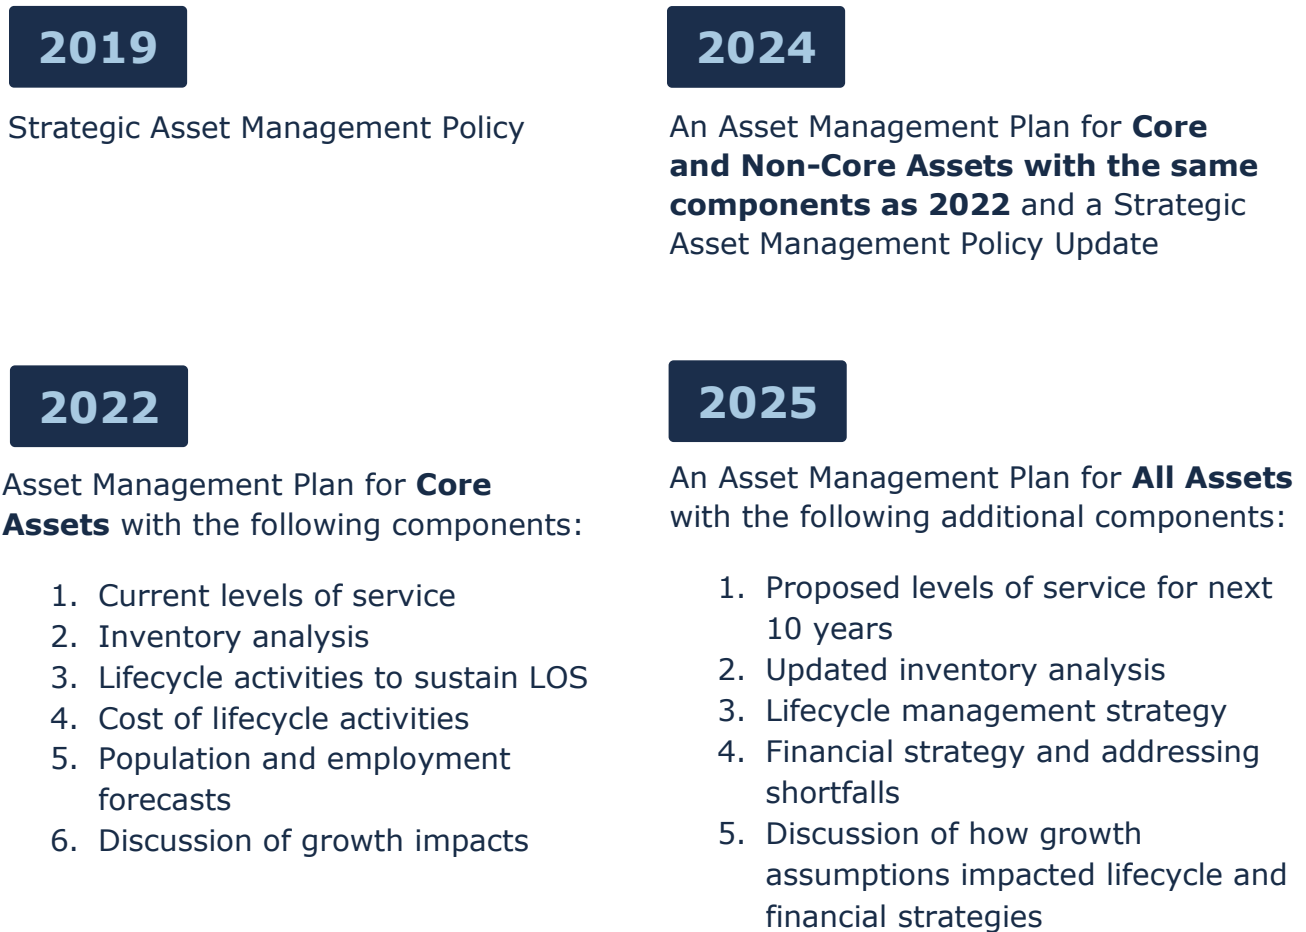 2019
Strategic Asset Management Policy
2022
Asset Management Plan for Core
Assets with the following components:
1. Current levels of service
2. Inventory analysis
3. Lifecycle activities to sustain LOS
4. Cost of lifecycle activities
5. Population and employment
forecasts
6. Discussion of growth impacts
2024
An Asset Management Plan for Core
and Non-Core Assets with the same
components as 2022 and a Strategic
Asset Management Policy Update
2025
An Asset Management Plan for All Assets
with the following additional components:
1. Proposed levels of service for next
10 years
2. Updated inventory analysis
3. Lifecycle management strategy
4. Financial strategy and addressing
shortfalls
5. Discussion of how growth
assumptions impacted lifecycle and
financial strategies